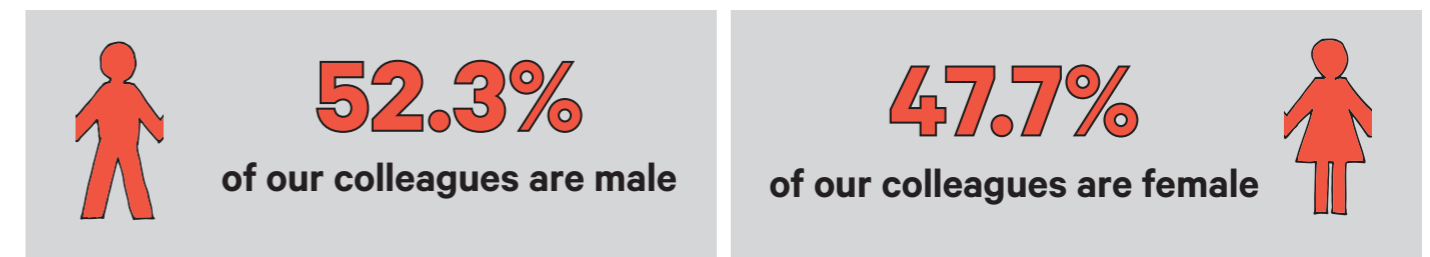 52.3%
of our colleagues are male
47.7%
of our colleagues are female